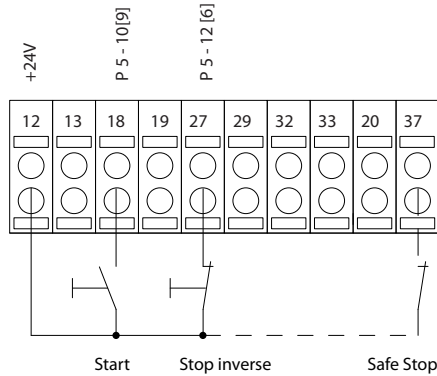 +24V
P 5 - 10[9]
P 5 - 12 [6]
12 13 18 19 27 29 32 33 20 37
Start Stop inverse Safe Stop